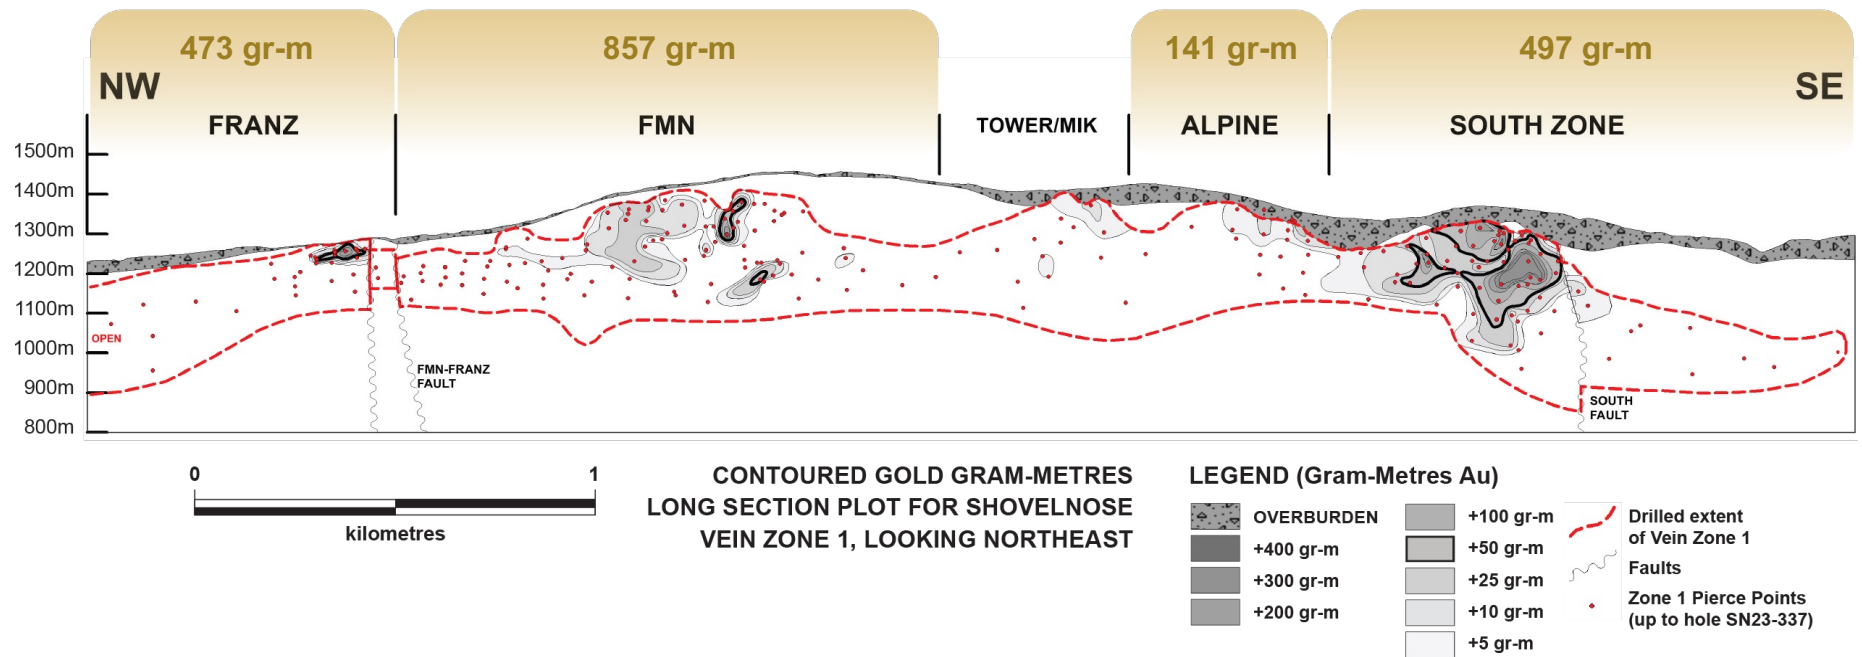 473 gr-m
857 gr-m
141 gr-m
497 gr-m
NW
SE
FRANZ
FMN
TOWER/MIK
ALPINE
SOUTH ZONE
1500m
1400m
1300m
1200m
1100m
1000m
900m
800m
OPEN
FMN-FRANZ
FAULT
SOUTH
FAULT
0
1
kilometres
CONTOURED GOLD GRAM-METRES
LONG SECTION PLOT FOR SHOVELNOSE
VEIN ZONE 1, LOOKING NORTHEAST
LEGEND (Gram-Metres Au)
OVERBURDEN
+400 gr-m
+300 gr-m
+200 gr-m
+100 gr-m
+50 gr-m
+25 gr-m
+10 gr-m
+5 gr-m
Drilled extent
of Vein Zone 1
Faults
Zone 1 Pierce Points
(up to hole SN23-337)